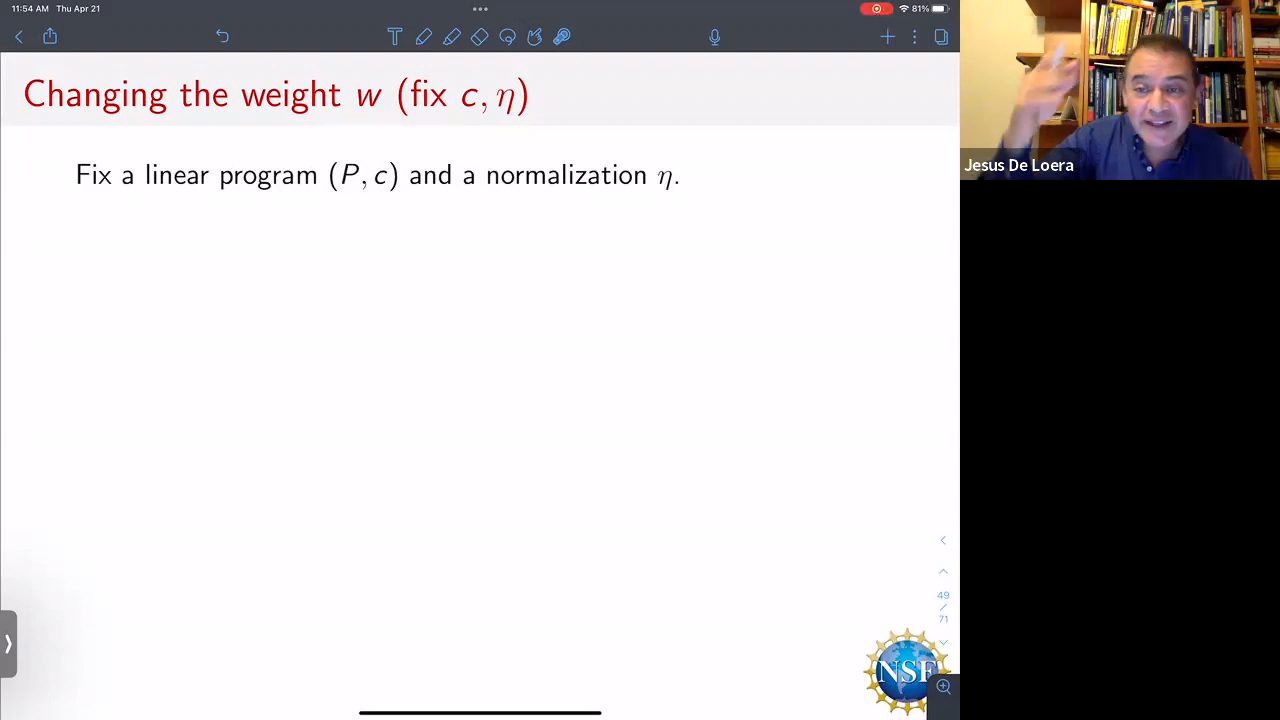 11:54 AM Thu Apr 21
81%
Changing the weight w (fix c, η)
Fix a linear program (P, c) and a normalization η.
Jesus De Loera
49
/
71
NSF